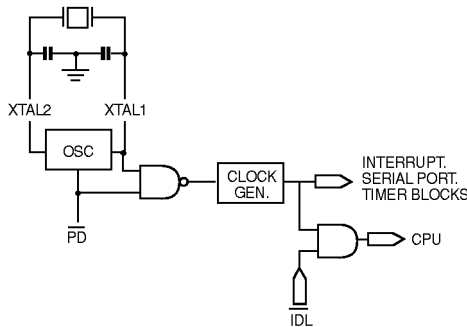 XTAL2
XTAL1
OSC
CLOCK
GEN.
INTERRUPT.
SERIAL PORT.
TIMER BLOCKS
PD
CPU
IDL